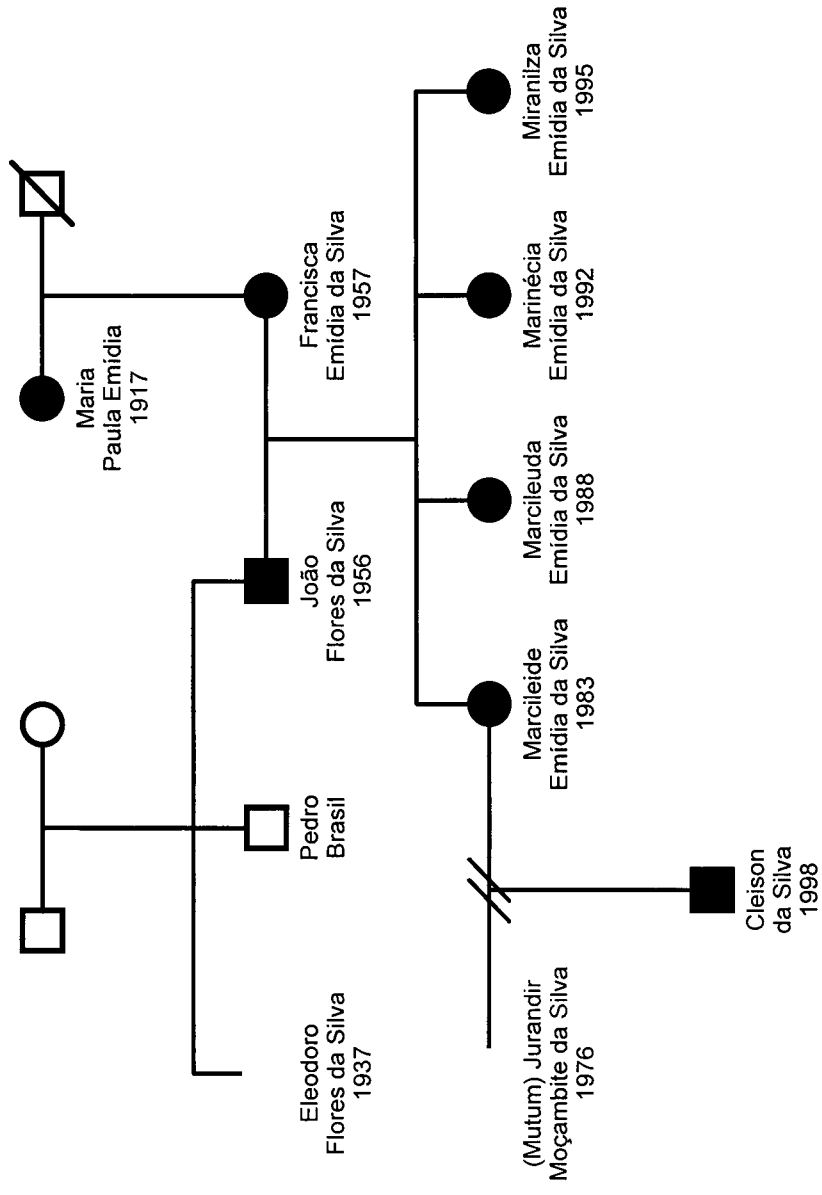 Maria
Paula Emídia
1917
Eleodoro
Flores da Silva
1937
Pedro
Brasil
João
Flores da Silva
1956
Francisca
Emídia da Silva
1957
(Mutum) Jurandir
Moçambite da Silva
1976
Marcileide
Emídia da Silva
1983
Marcileuda
Emídia da Silva
1988
Marinécia
Emídia da Silva
1992
Miranilza
Emídia da Silva
1995
Cleison
da Silva
1998